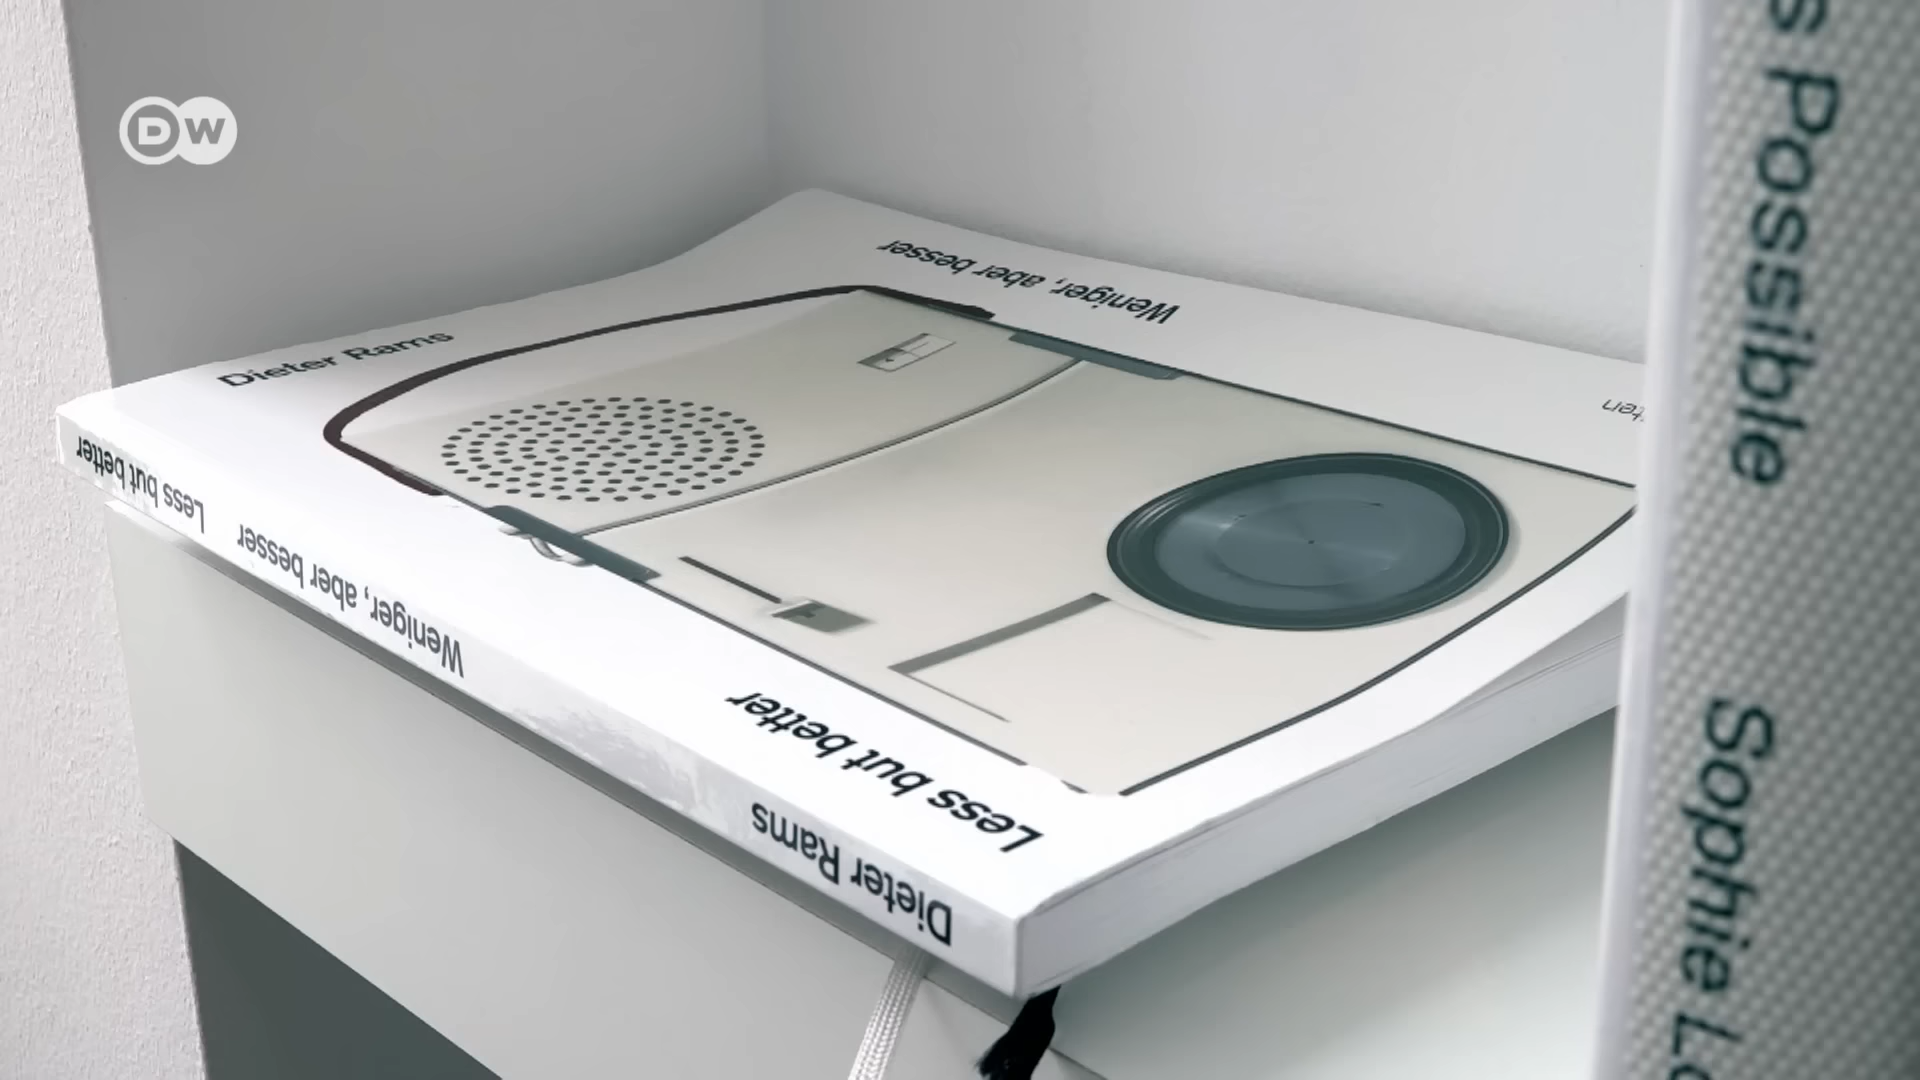 DW
Weniger, aber besser
Dieter Rams
Less but better
Dieter Rams
Weniger, aber besser
Less but better
s Possible
Sophie Lo